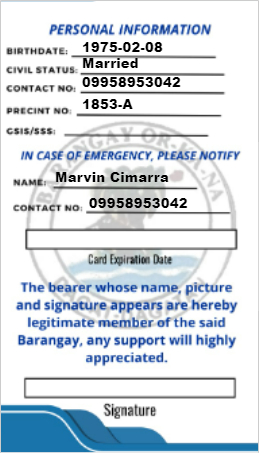 PERSONAL INFORMATION
BIRTHDATE: 1975-02-08
CIVIL STATUS: Married
CONTACT NO: 09958953042
PRECINT NO: 1853-A
GSIS/SSS:
IN CASE OF EMERGENCY, PLEASE NOTIFY
NAME: Marvin Cimarra
CONTACT NO: 09958953042
Card Expiration Date
The bearer whose name, picture
and signature appears are hereby
legitimate member of the said
Barangay, any support will highly
appreciated.
Signature
BARANGAY